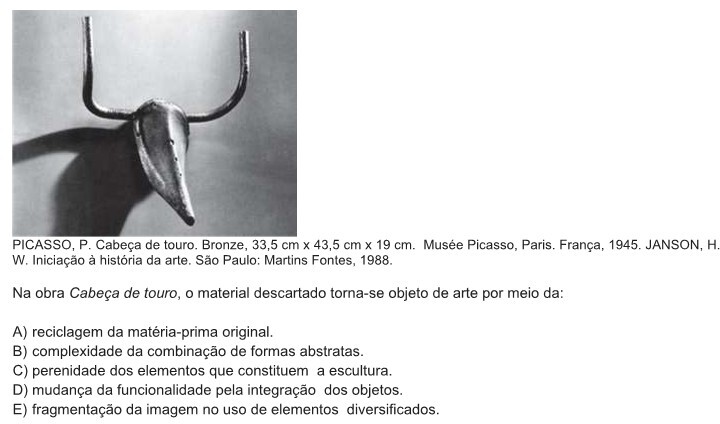 PICASSO, P. Cabeça de touro. Bronze, 33,5 cm x 43,5 cm x 19 cm. Musée Picasso, Paris. França, 1945. JANSON, H.
W. Iniciação à história da arte. São Paulo: Martins Fontes, 1988.
Na obra Cabeça de touro, o material descartado torna-se objeto de arte por meio da:
A) reciclagem da matéria-prima original.
B) complexidade da combinação de formas abstratas.
C) perenidade dos elementos que constituem a escultura.
D) mudança da funcionalidade pela integração dos objetos.
E) fragmentação da imagem no uso de elementos diversificados.